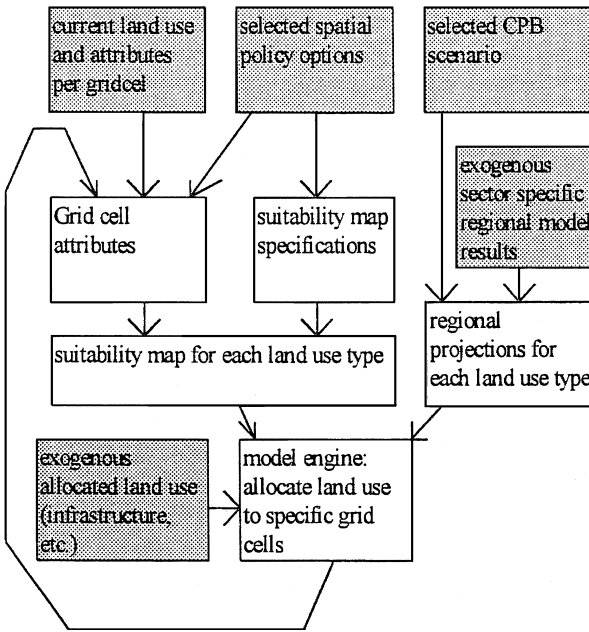 current land use
and attributes
per gridcel
selected spatial
policy options
selected CPB
scenario
exogenous
sector specific
regional model
results
Grid cell
attributes
suitability map
specifications
regional
projections for
each land use type
suitability map for each land use type
exogenous
allocated land use
(infrastructure,
etc.)
model engine:
allocate land use
to specific grid
cells